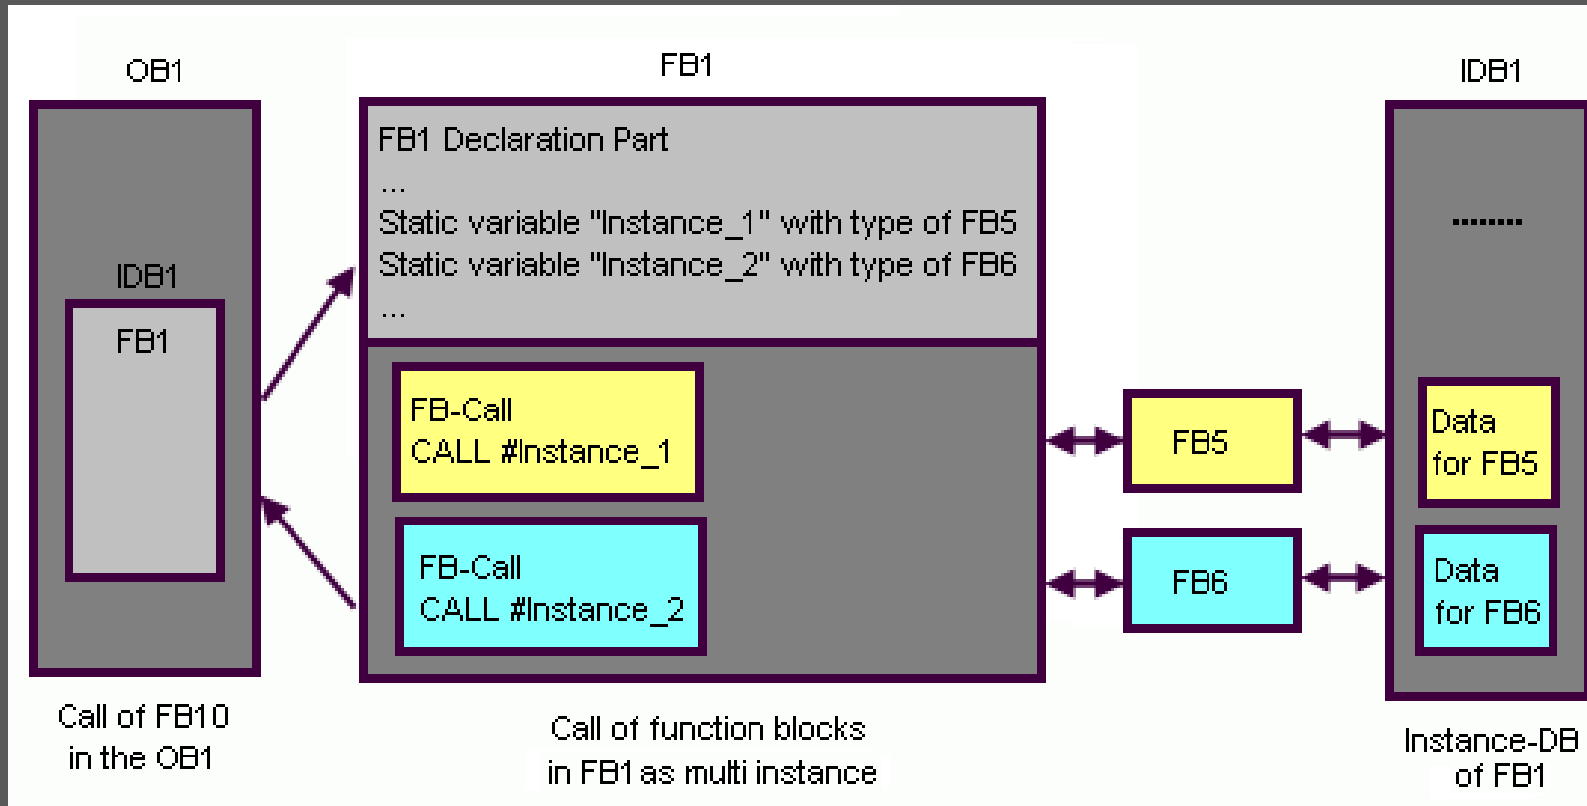 OB1
IDB1
FB1
Call of FB10
in the OB1
FB1
FB1 Declaration Part
...
Static variable "Instance_1" with type of FB5
Static variable "Instance_2" with type of FB6
...
FB-Call
CALL #Instance_1
FB-Call
CALL #Instance_2
Call of function blocks
in FB1 as multi instance
FB5
FB6
IDB1
........
Data
for FB5
Data
for FB6
Instance-DB
of FB1